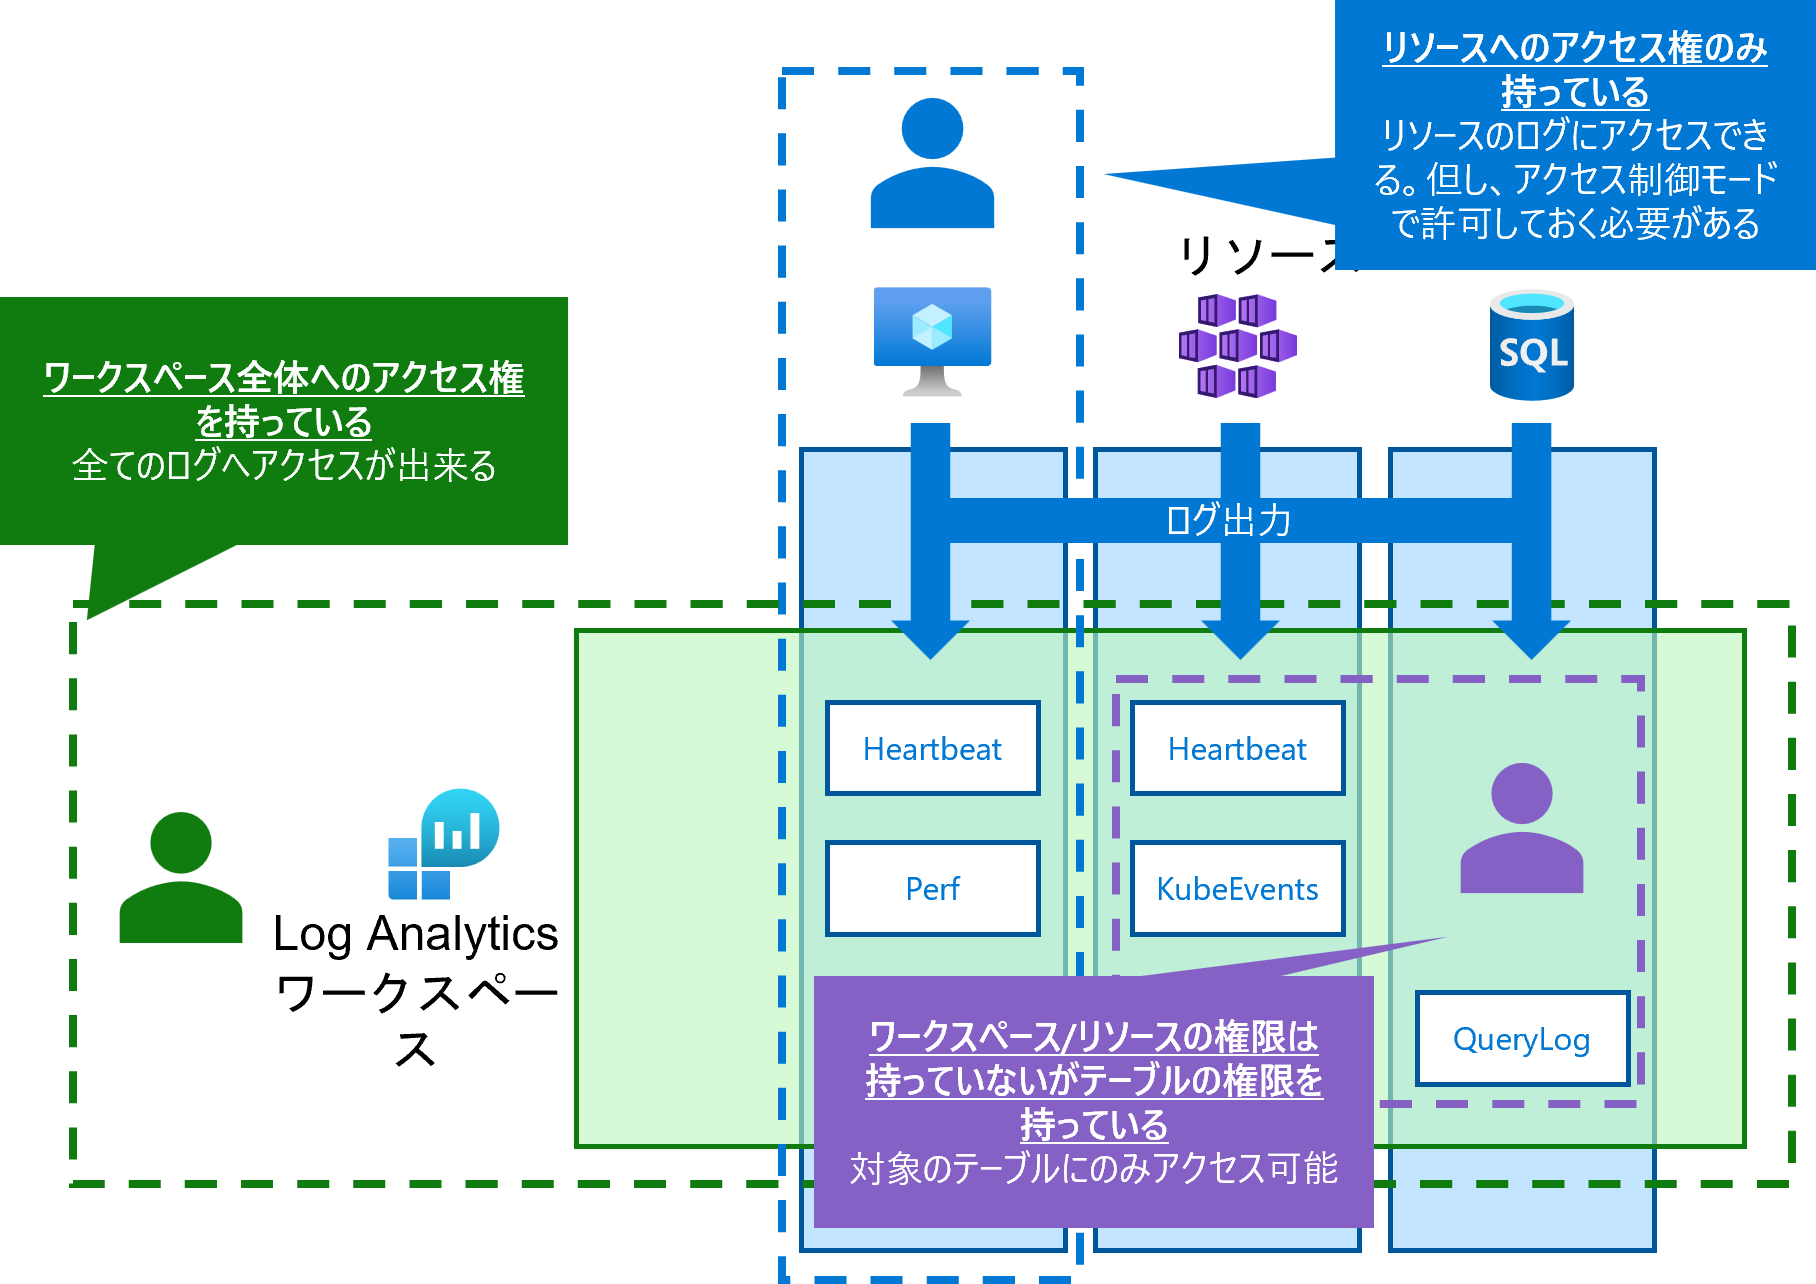 リソースへのアクセス権のみ
持っている
リソースのログにアクセスでき
る。但し、アクセス制御モード
で許可しておく必要がある
リソース
SQL
ワークスペース全体へのアクセス権
を持っている
全てのログへアクセスが出来る
ログ出力
Heartbeat
Heartbeat
Perf
KubeEvents
Log Analytics
ワークスペー
ス
QueryLog
ワークスペース/リソースの権限は
持っていないがテーブルの権限を
持っている
対象のテーブルにのみアクセス可能